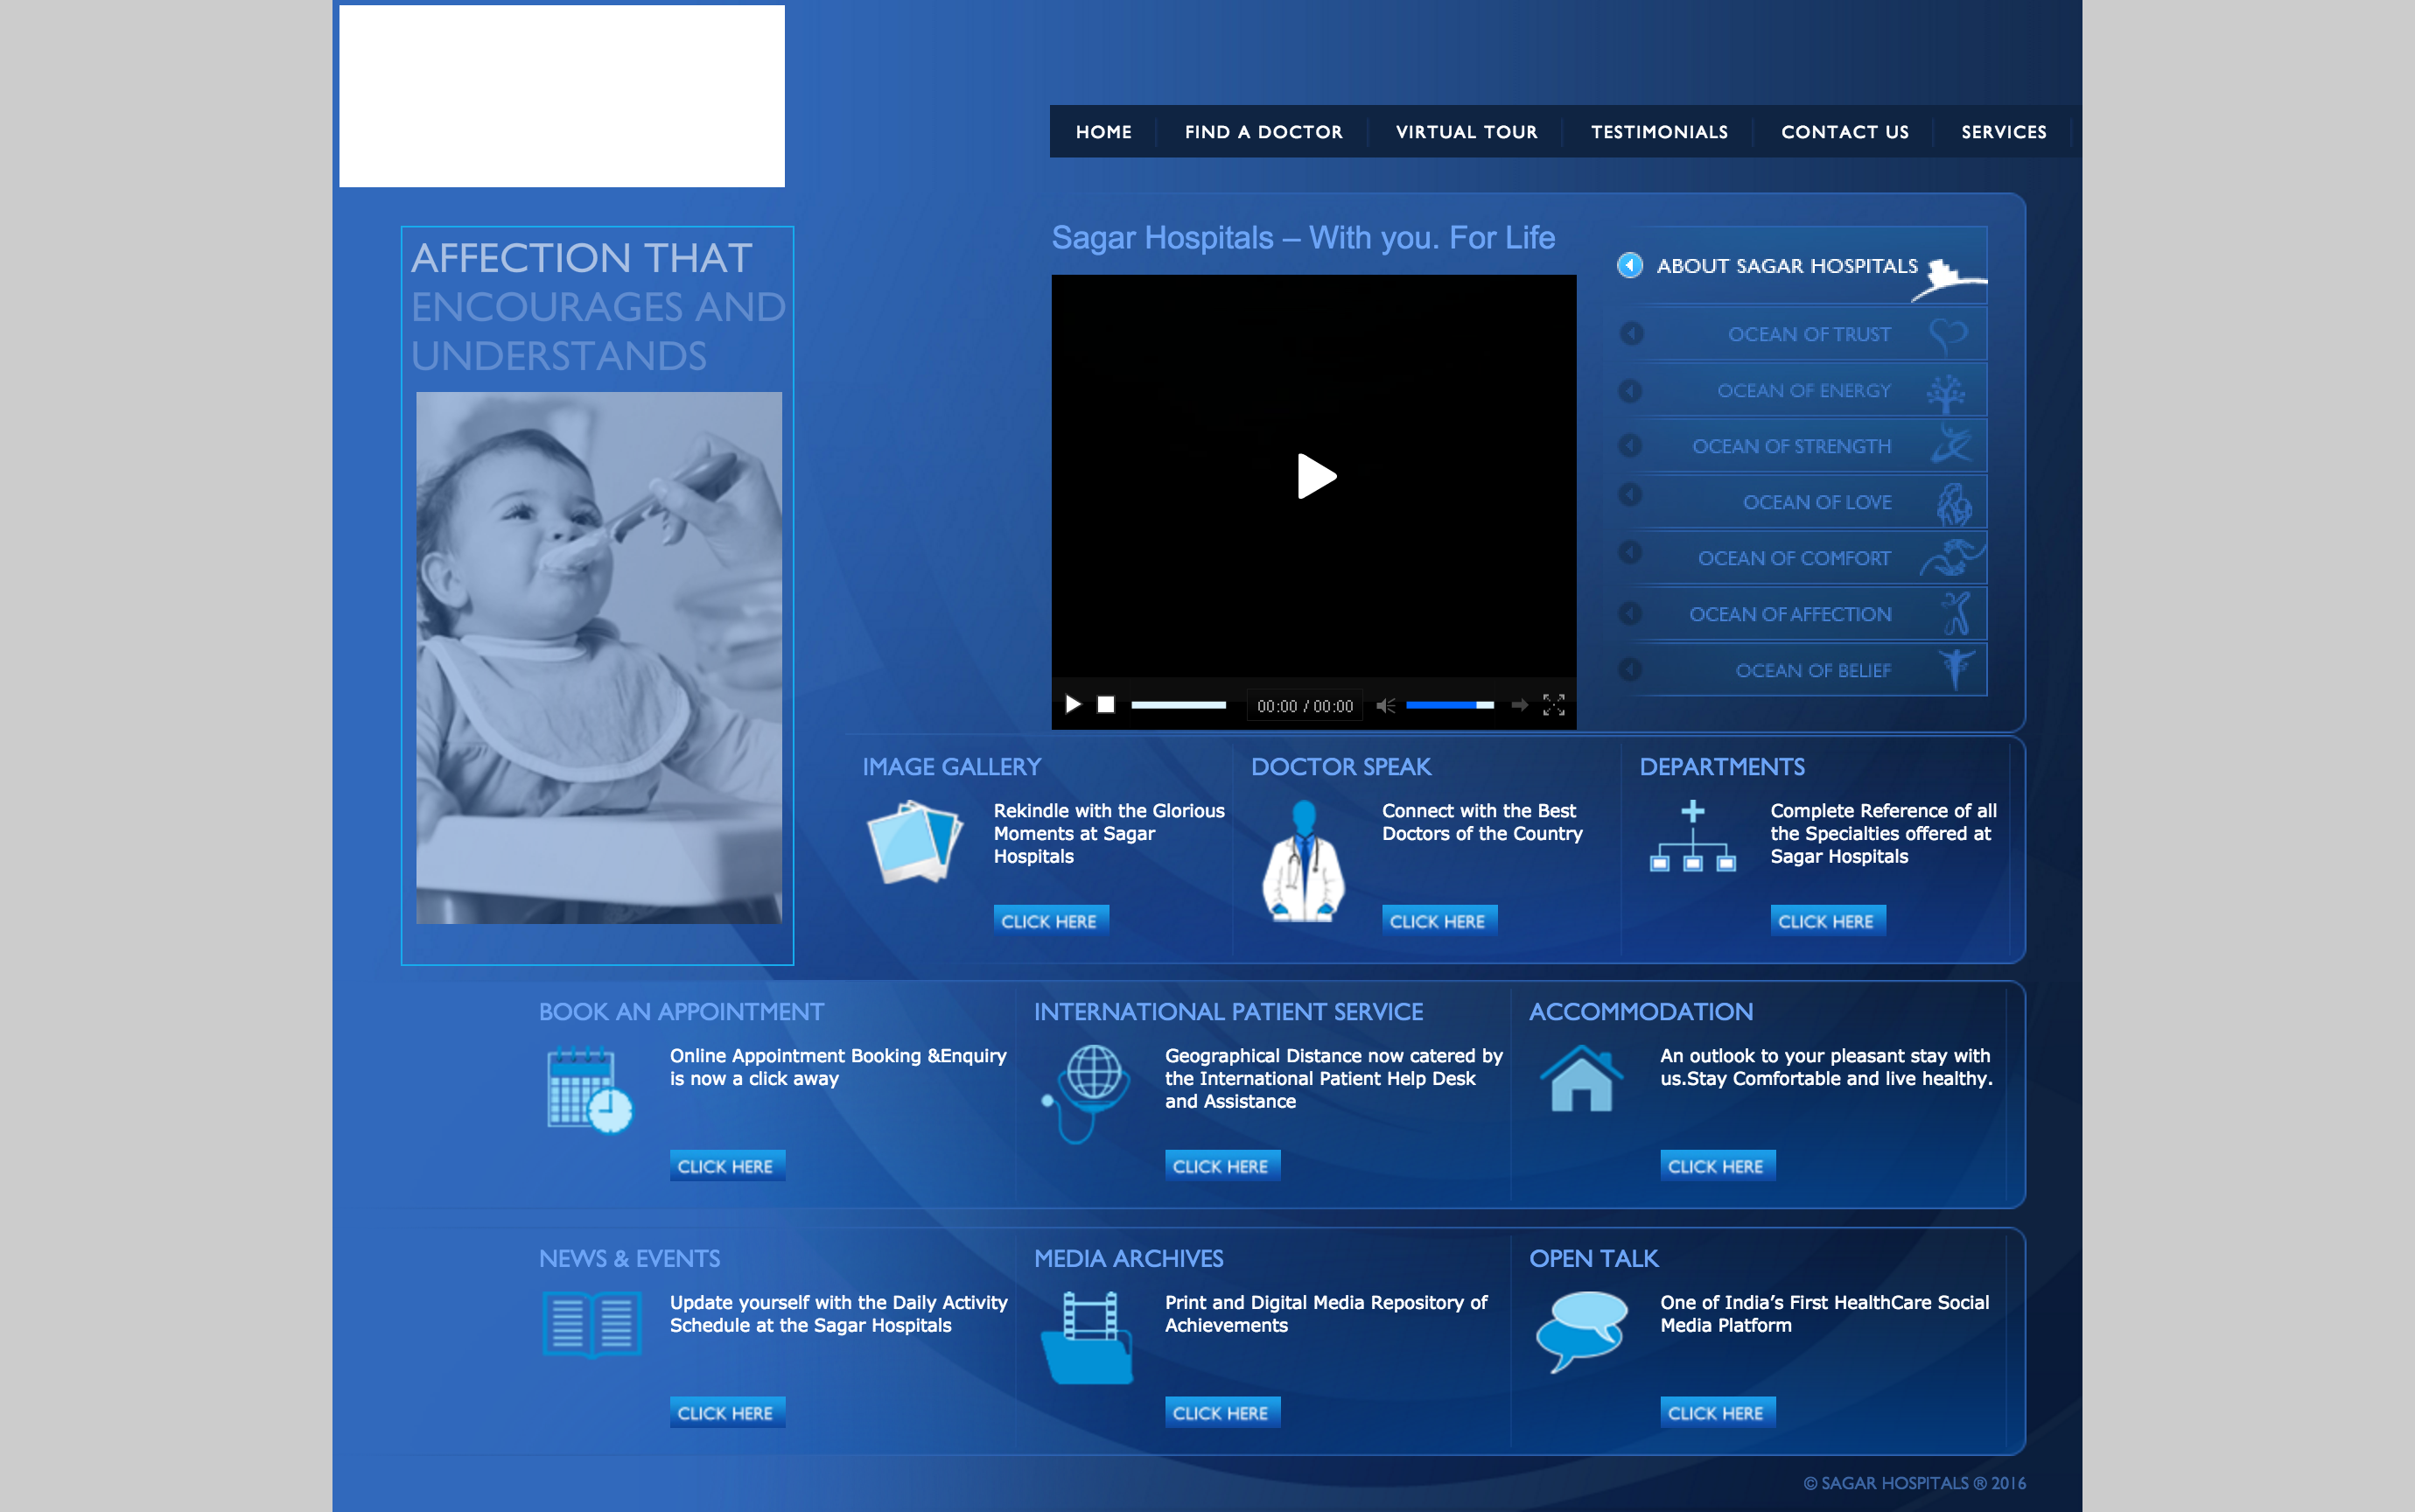 HOME
FIND A DOCTOR
VIRTUAL TOUR
TESTIMONIALS
CONTACT US
SERVICES
AFFECTION THAT
ENCOURAGES AND
UNDERSTANDS
Sagar Hospitals – With you. For Life
00:00 / 00:00
ABOUT SAGAR HOSPITALS
OCEAN OF TRUST
OCEAN OF ENERGY
OCEAN OF STRENGTH
OCEAN OF LOVE
OCEAN OF COMFORT
OCEAN OF AFFECTION
OCEAN OF BELIEF
IMAGE GALLERY
Rekindle with the Glorious
Moments at Sagar
Hospitals
CLICK HERE
DOCTOR SPEAK
Connect with the Best
Doctors of the Country
CLICK HERE
DEPARTMENTS
Complete Reference of all
the Specialties offered at
Sagar Hospitals
CLICK HERE
BOOK AN APPOINTMENT
Online Appointment Booking &Enquiry
is now a click away
CLICK HERE
INTERNATIONAL PATIENT SERVICE
Geographical Distance now catered by
the International Patient Help Desk
and Assistance
CLICK HERE
ACCOMMODATION
An outlook to your pleasant stay with
us.Stay Comfortable and live healthy.
CLICK HERE
NEWS & EVENTS
Update yourself with the Daily Activity
Schedule at the Sagar Hospitals
CLICK HERE
MEDIA ARCHIVES
Print and Digital Media Repository of
Achievements
CLICK HERE
OPEN TALK
One of India’s First HealthCare Social
Media Platform
CLICK HERE
© SAGAR HOSPITALS ® 2016